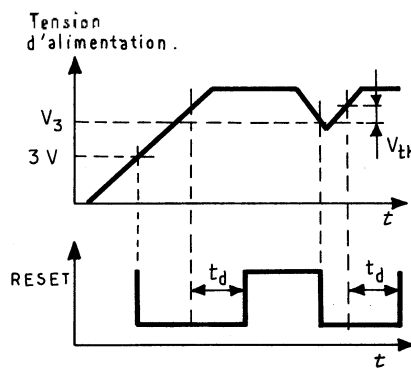 Tension
d'alimentation.
V3
3 V
Vth
t
RESET
td
td
t